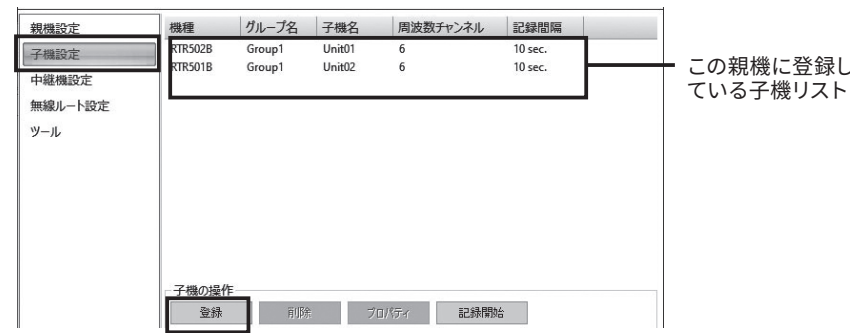 親機設定
子機設定
中継機設定
無線ルート設定
ツール
機種 グループ名 子機名 周波数チャンネル 記録間隔
RTR502B Group1 Unit01 6 10 sec.
RTR501B Group1 Unit02 6 10 sec.
この親機に登録し
ている子機リスト
子機の操作
登録 削除 プロパティ 記録開始